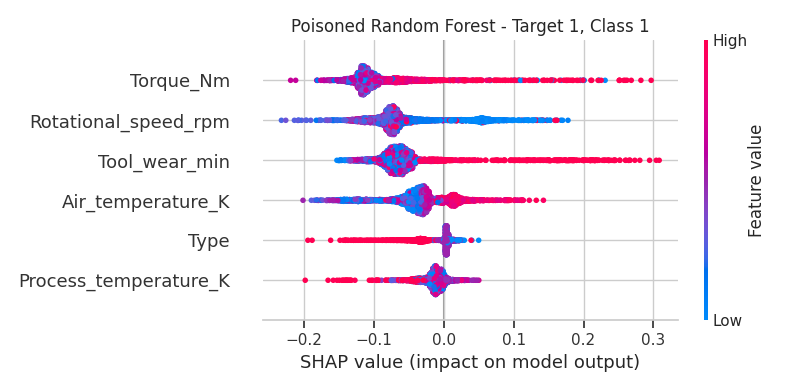 Poisoned Random Forest - Target 1, Class 1
High
Torque_Nm
Rotational_speed_rpm
Tool_wear_min
Air_temperature_K
Type
Process_temperature_K
Feature value
Low
−0.2 −0.1 0.0 0.1 0.2 0.3
SHAP value (impact on model output)